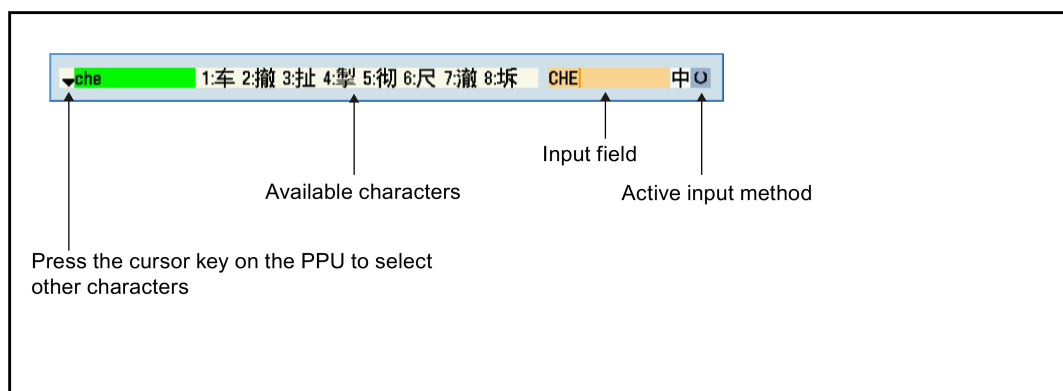 che 1:车 2:撤 3:扯 4:掣 5:彻 6:尺 7:澈 8:坼 CHE 中
Input field
Available characters
Active input method
Press the cursor key on the PPU to select
other characters